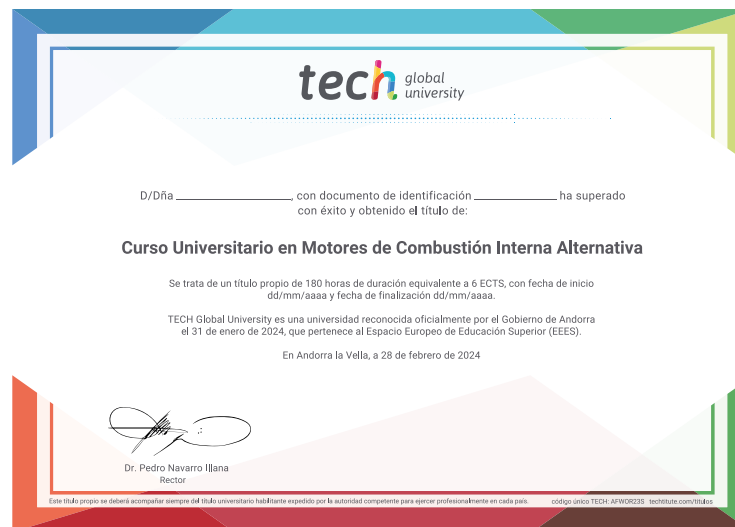 tech global university
D/Dña ______________, con documento de identificación __________ ha superado
con éxito y obtenido el título de:
Curso Universitario en Motores de Combustión Interna Alternativa
Se trata de un título propio de 180 horas de duración equivalente a 6 ECTS, con fecha de inicio
dd/mm/aaaa y fecha de finalización dd/mm/aaaa.
TECH Global University es una universidad reconocida oficialmente por el Gobierno de Andorra
el 31 de enero de 2024, que pertenece al Espacio Europeo de Educación Superior (EEES).
En Andorra la Vella, a 28 de febrero de 2024
Dr. Pedro Navarro Illana
Rector
Este título propio se deberá acompañar siempre del título universitario habilitante expedido por la autoridad competente para ejercer profesionalmente en cada país. código único TECH: AFWOR23S techtitute.com/titulos